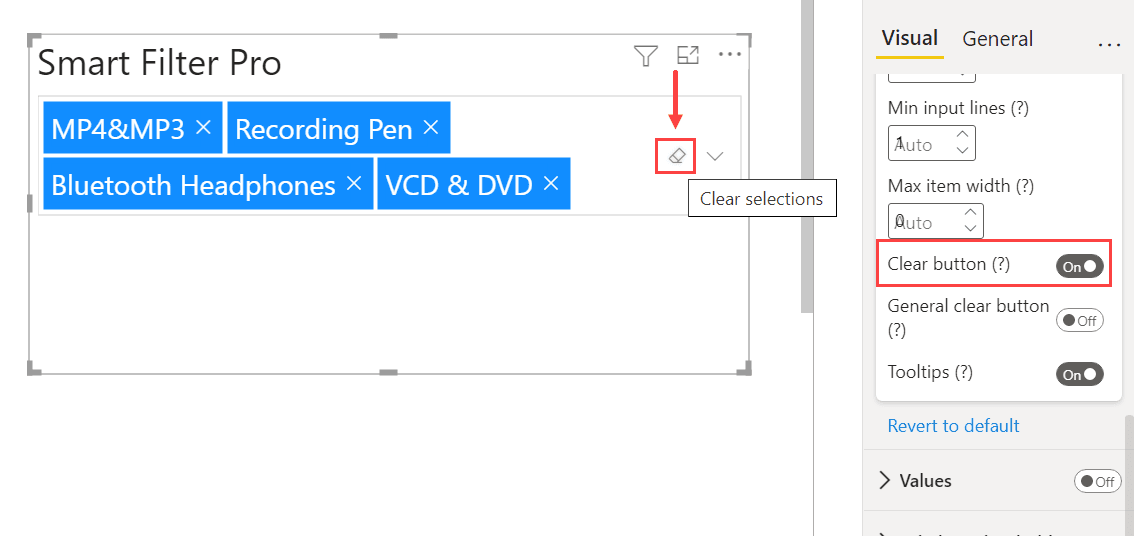 Smart Filter Pro
MP4&MP3 × Recording Pen ×
Bluetooth Headphones × VCD & DVD ×
Clear selections
Visual General ...
Min input lines (?)
1
Auto
Max item width (?)
0
Auto
Clear button (?) On
General clear button
(?) Off
Tooltips (?) On
Revert to default
Values Off